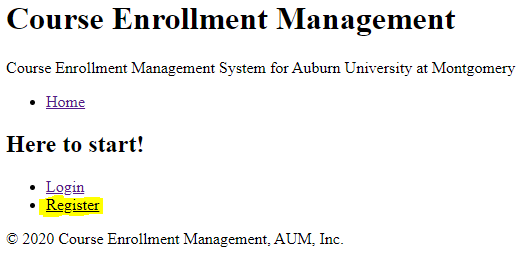 Course Enrollment Management
Course Enrollment Management System for Auburn University at Montgomery
Home
Here to start!
Login
Register
© 2020 Course Enrollment Management, AUM, Inc.